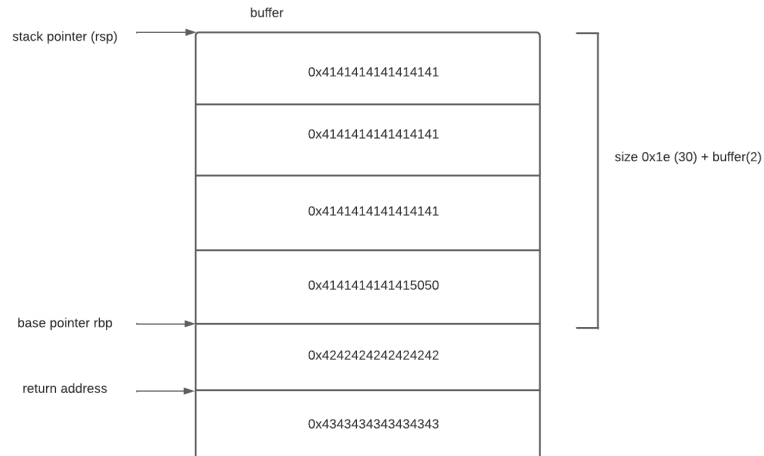 buffer
stack pointer (rsp)
0x4141414141414141
0x4141414141414141
size 0x1e (30) + buffer(2)
0x4141414141414141
0x4141414141415050
base pointer rbp
0x4242424242424242
return address
0x4343434343434343